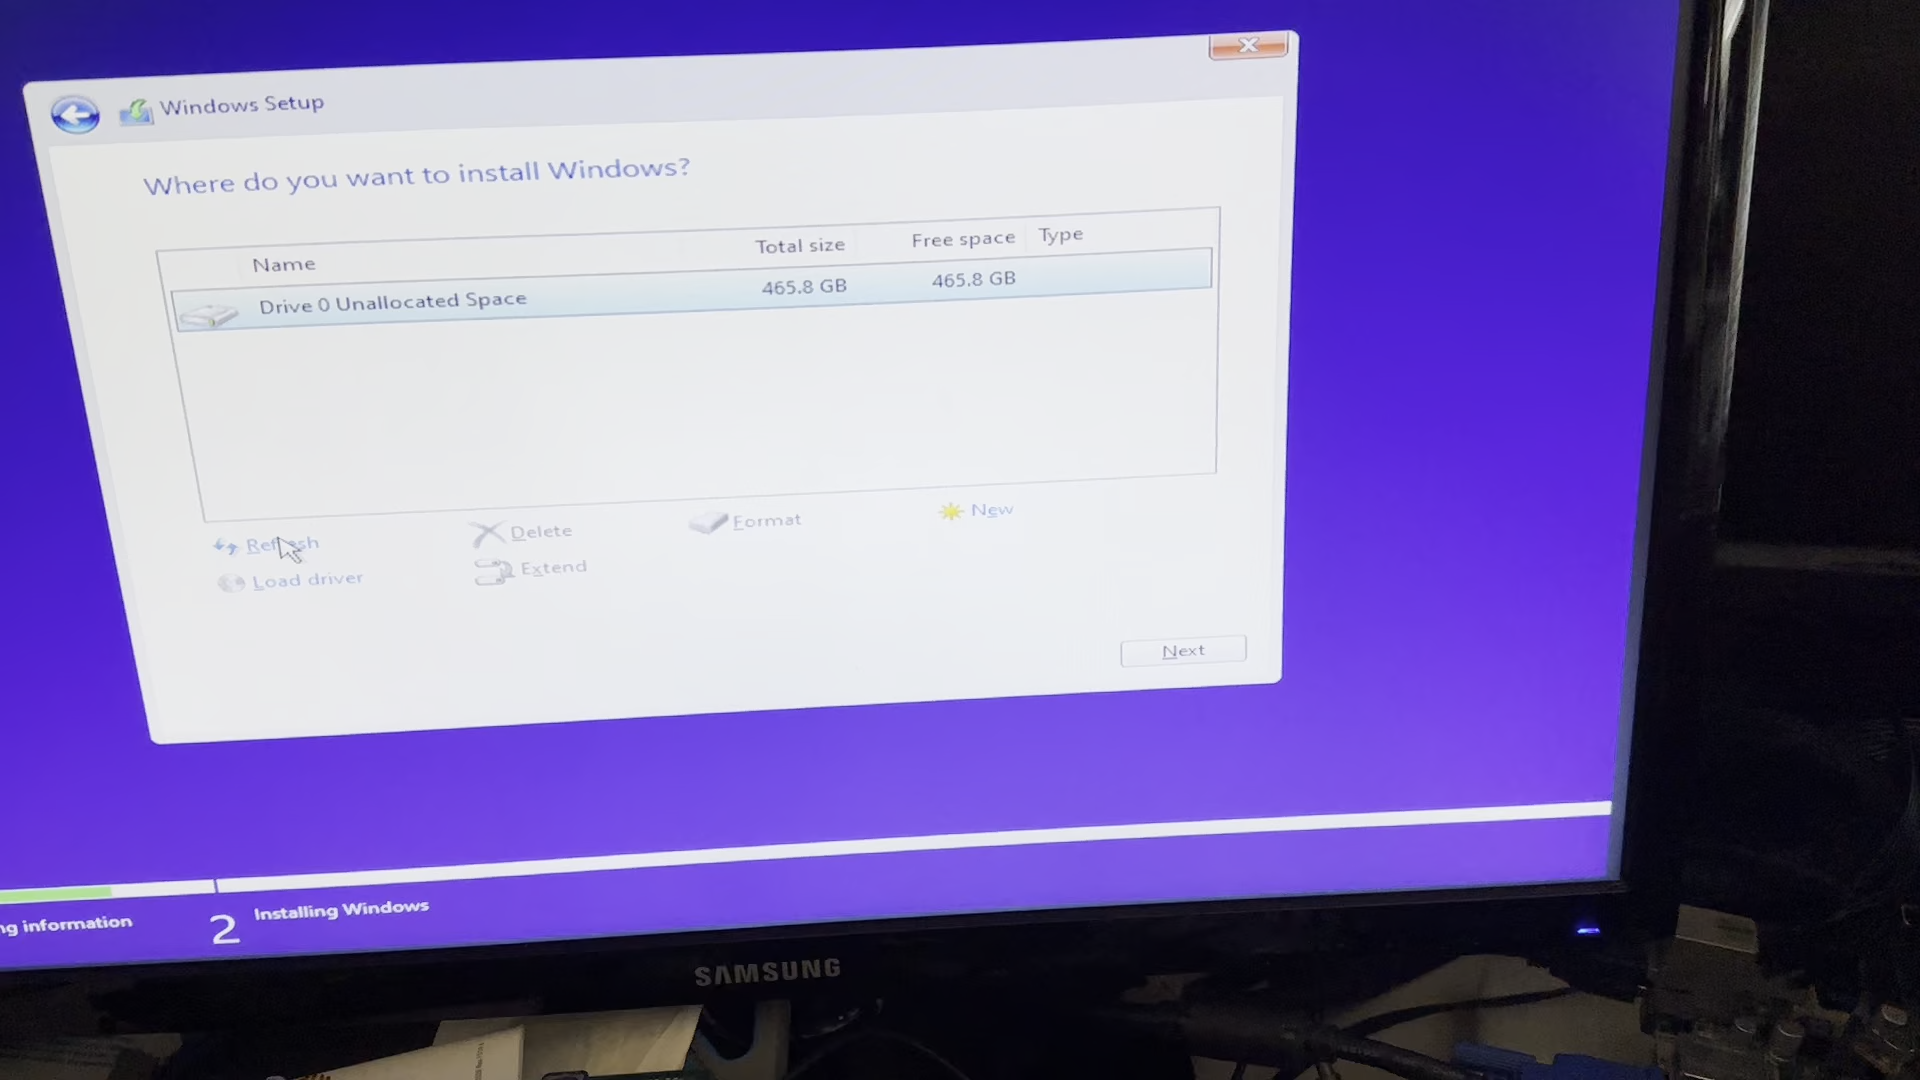 Windows Setup
Where do you want to install Windows?
Name Total size Free space Type
Drive 0 Unallocated Space 465.8 GB 465.8 GB
Refresh Delete Format New
Load driver Extend
Next
ng information 2 Installing Windows
SAMSUNG